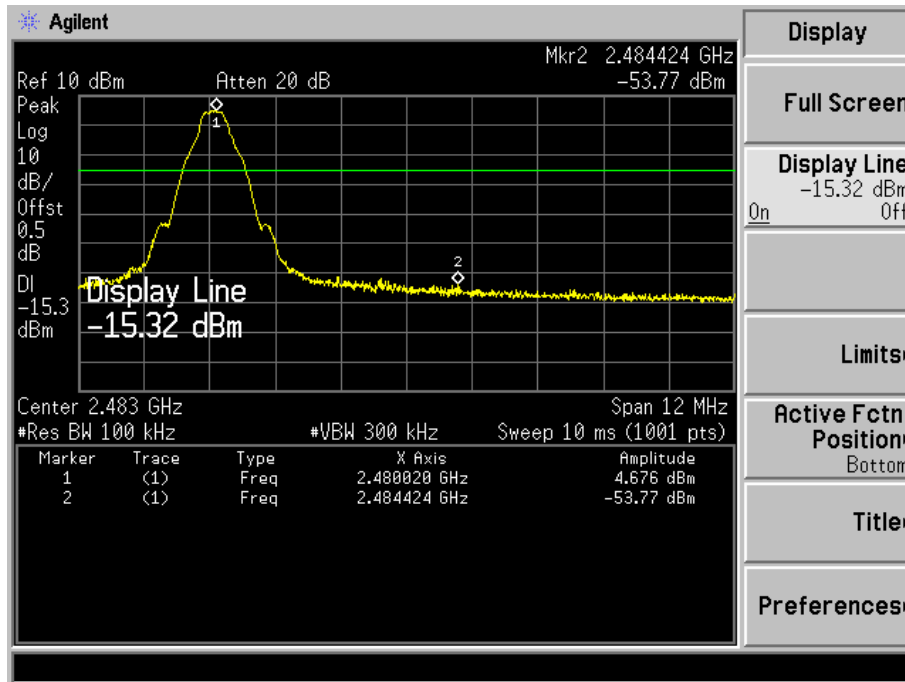 Agilent
Display
Mkr2 2.484424 GHz
Ref 10 dBm Atten 20 dB -53.77 dBm
Peak
Log
10
dB/
Offst
0.5
dB
DI
-15.3
dBm
1
2
Display Line
-15.32 dBm
Center 2.483 GHz Span 12 MHz
#Res BW 100 kHz #VBW 300 kHz Sweep 10 ms (1001 pts)
Marker Trace Type X Axis Amplitude
1 (1) Freq 2.480020 GHz 4.676 dBm
2 (1) Freq 2.484424 GHz -53.77 dBm
Full Screen
Display Line
-15.32 dBm
On Off
Limits
Active Fctn
Position
Bottom
Title
Preferences